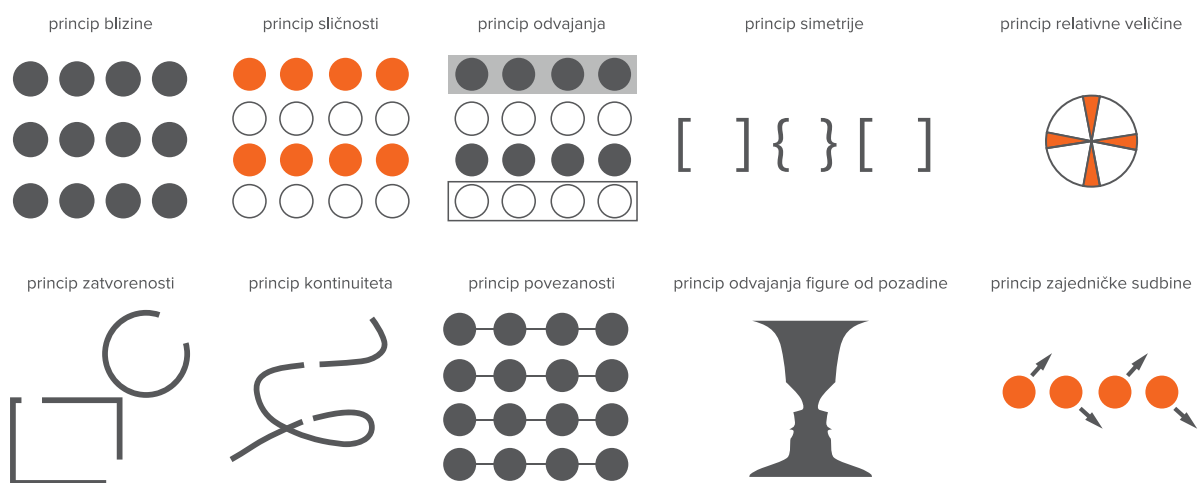 princip blizine
princip sličnosti
princip odvajanja
princip simetrije
princip relativne veličine
[ ] { } [ ]
princip zatvorenosti
princip kontinuiteta
princip povezanosti
princip odvajanja figure od pozadine
princip zajedničke sudbine